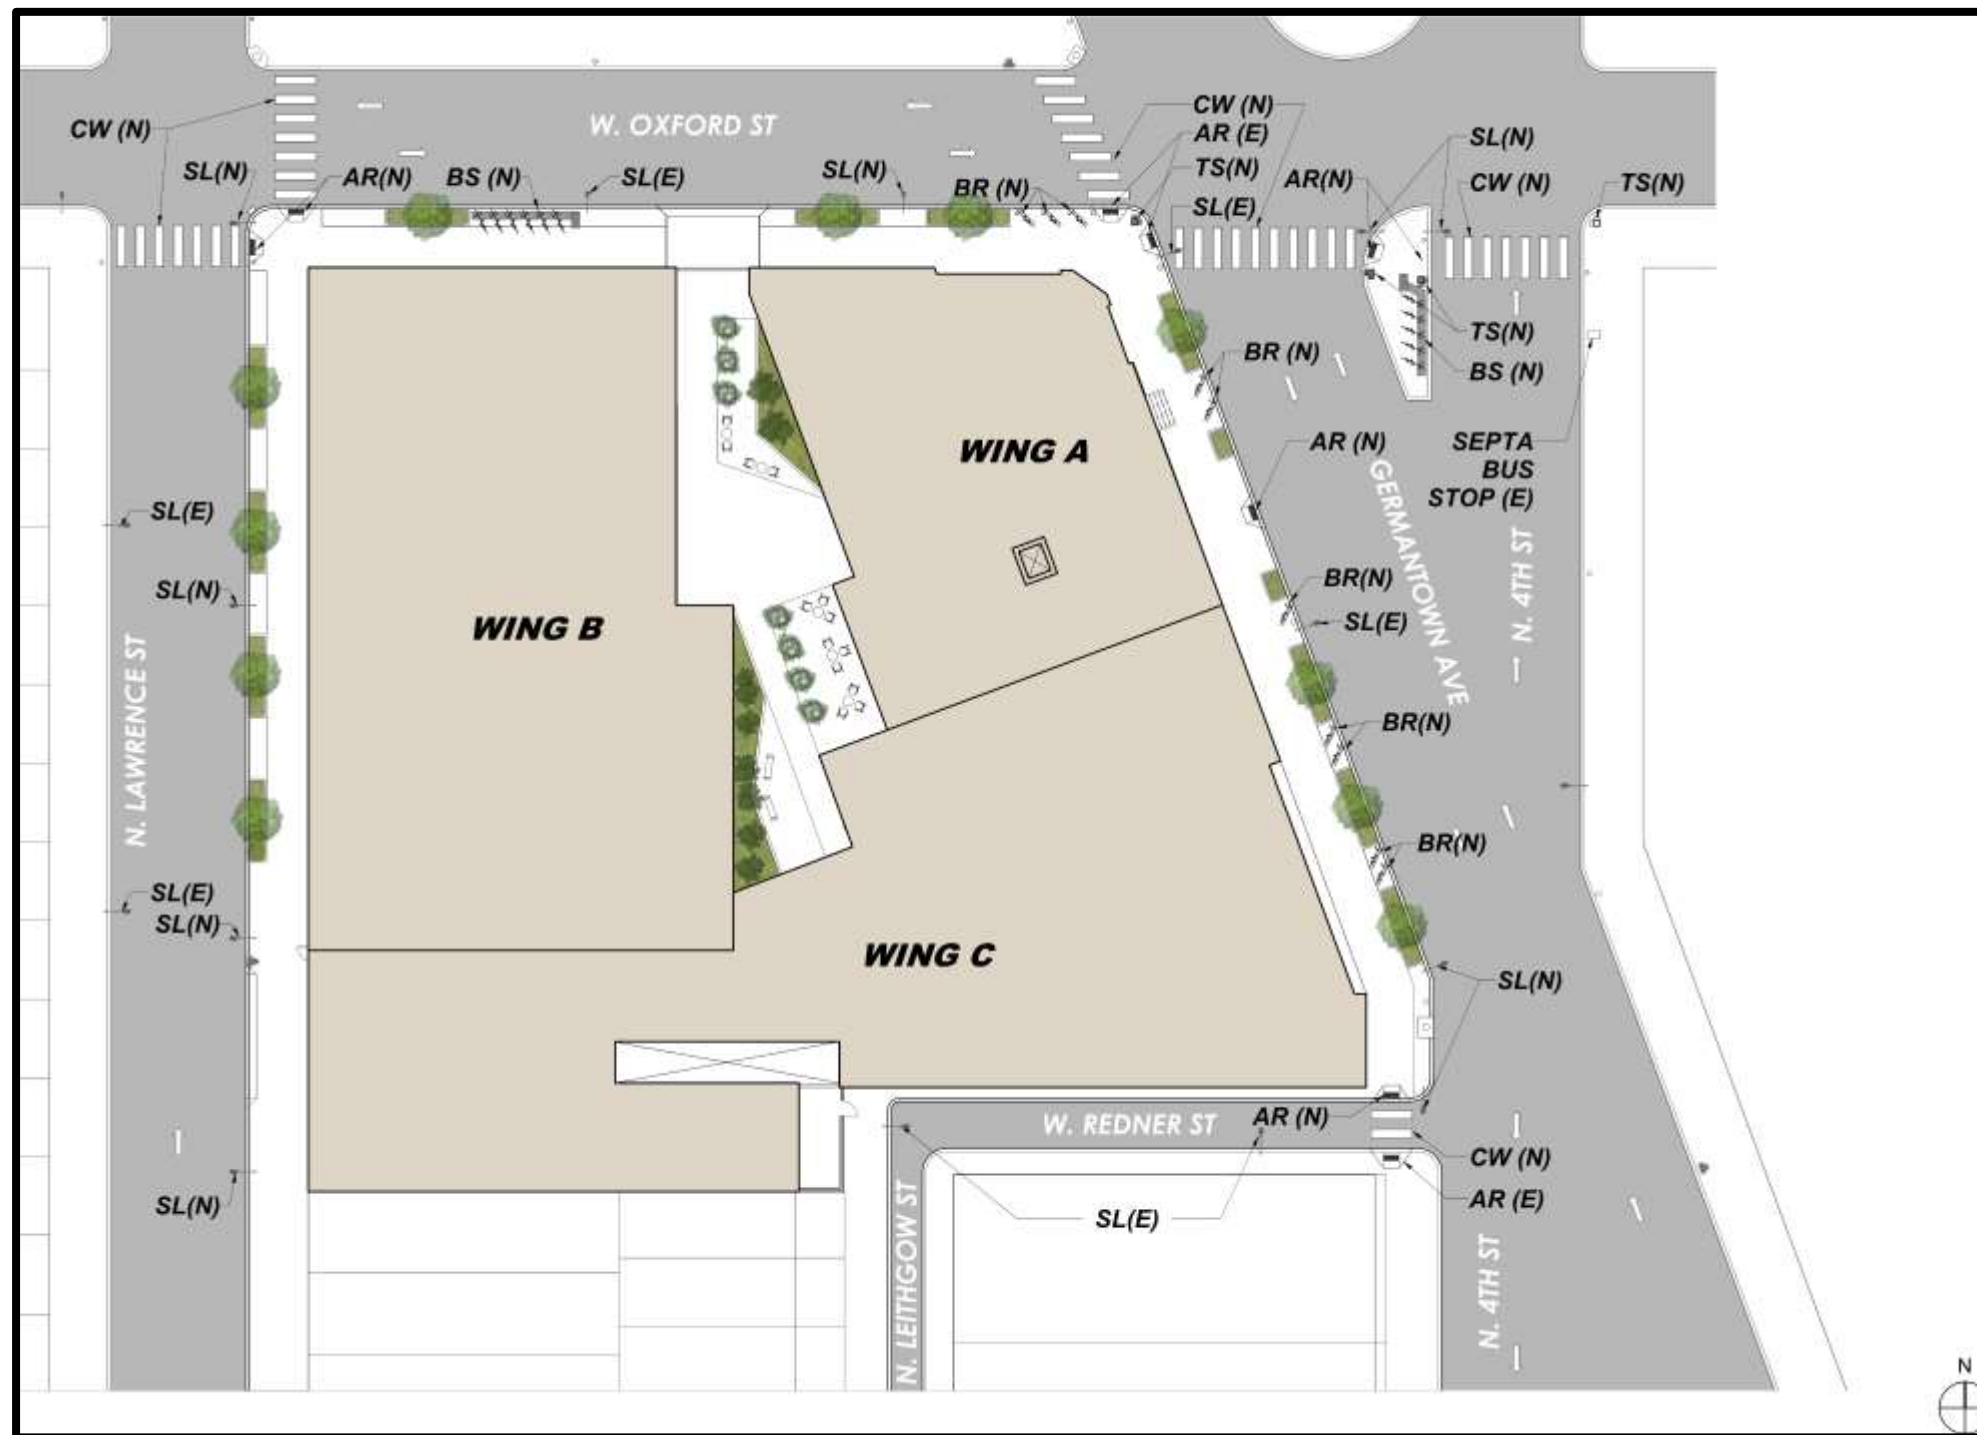 CW (N)
W. OXFORD ST
CW (N)
AR (E)
SL(N)
SL(N)
AR(N)
BS (N)
SL(E)
SL(N)
BR (N)
TS(N)
SL(E)
AR(N)
CW (N)
TS(N)
BR (N)
TS(N)
BS (N)
WING A
AR (N)
SEPTA
BUS
STOP (E)
GERMANTOWN AVE
N. 4TH ST
SL(E)
SL(N)
BR(N)
SL(E)
WING B
N. LAWRENCE ST
BR(N)
BR(N)
SL(E)
SL(N)
WING C
SL(N)
W. REDNER ST
AR (N)
CW (N)
AR (E)
SL(N)
SL(E)
N. LEITHGOW ST
N. 4TH ST
N